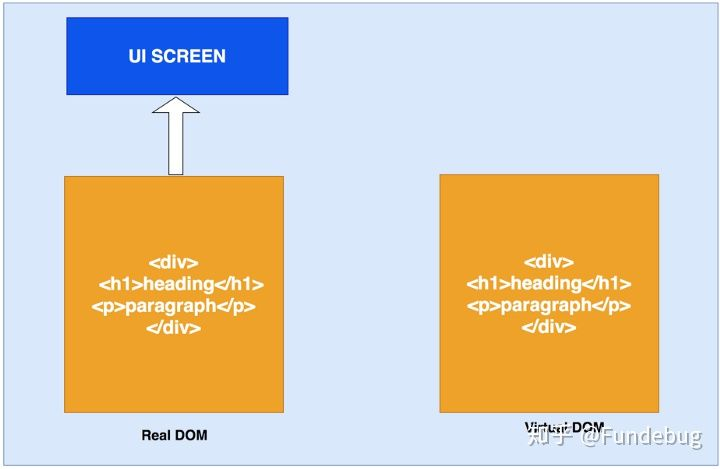 UI SCREEN
<div>
<h1>heading</h1>
<p>paragraph</p>
</div>
Real DOM
<div>
<h1>heading</h1>
<p>paragraph</p>
</div>
Virtual DOM
知乎 @Fundebug